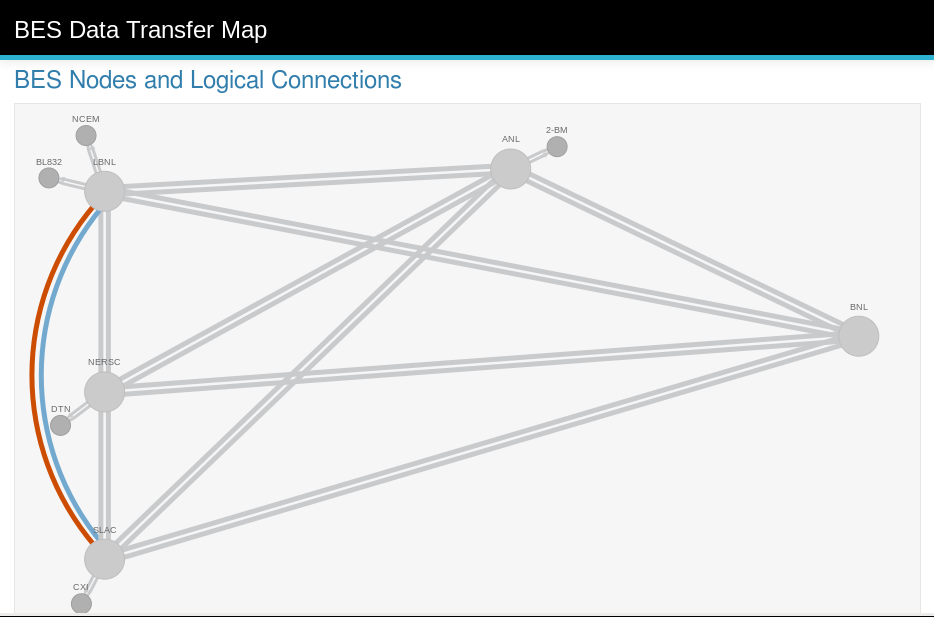 BES Data Transfer Map
BES Nodes and Logical Connections
NCEM
BL832
LBNL
ANL
2-BM
BNL
NERSC
DTN
SLAC
CXI